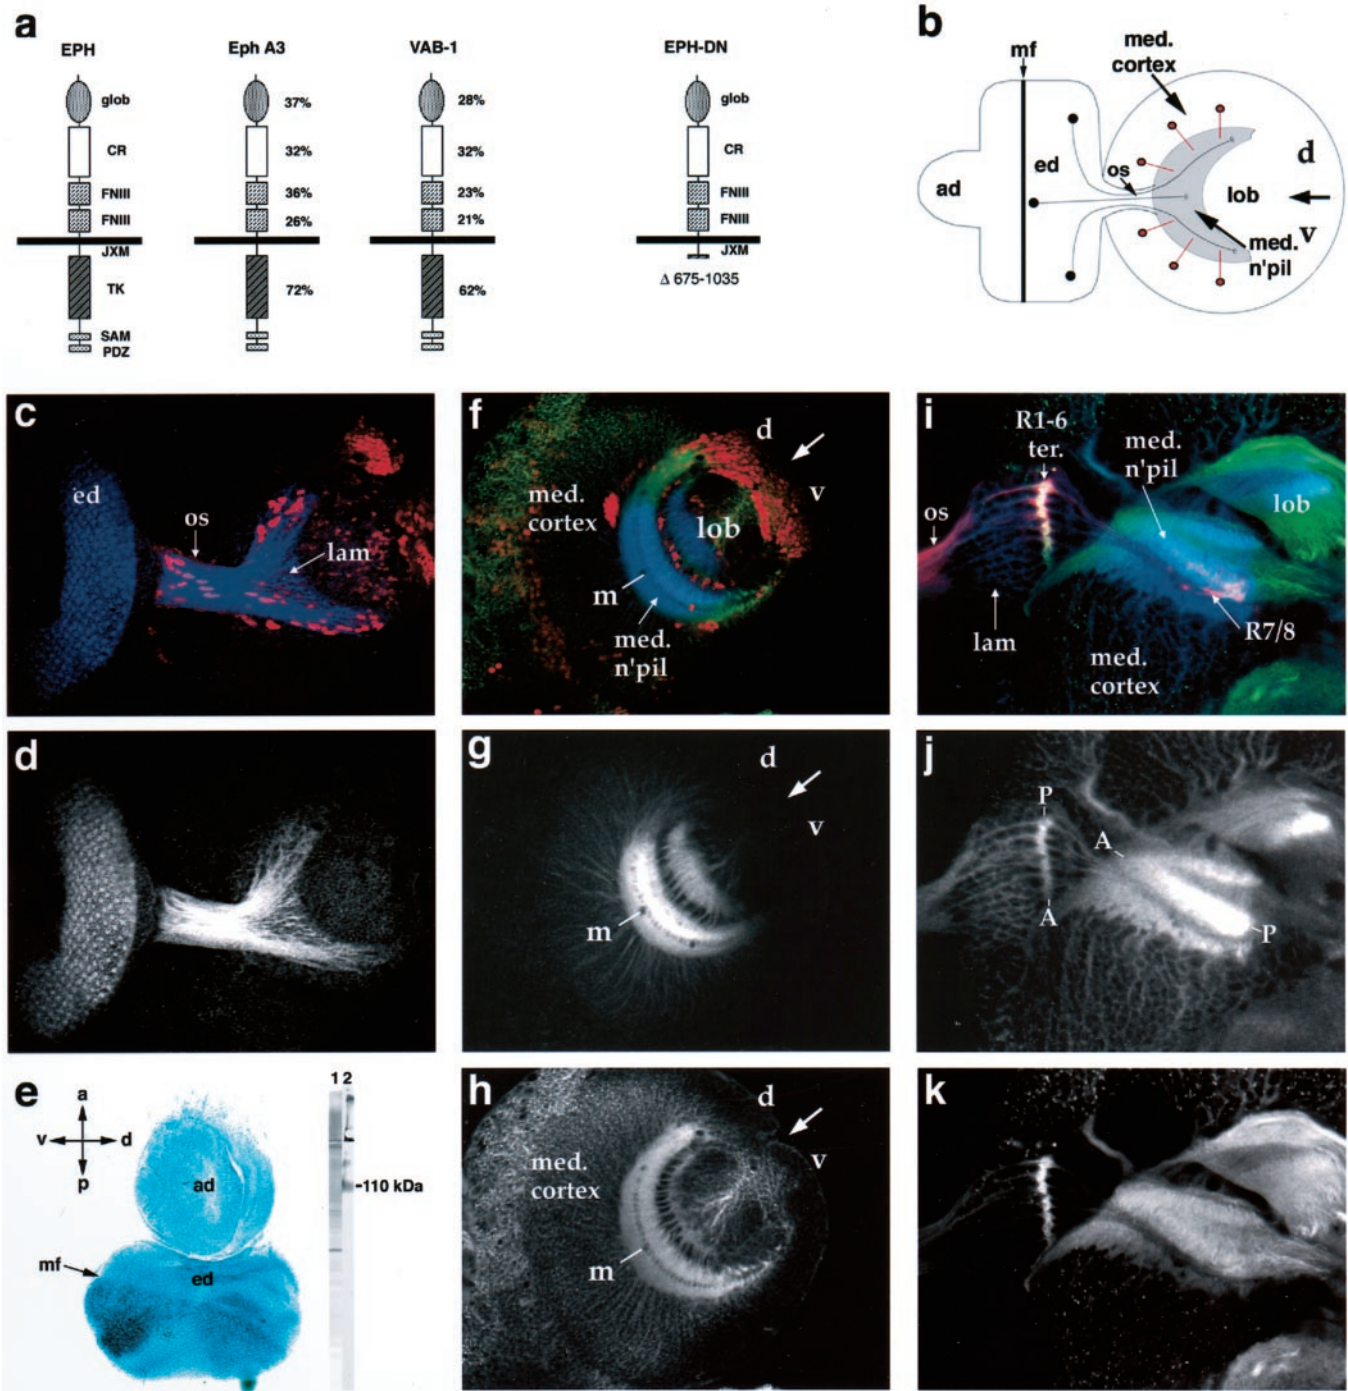 a
EPH
Eph A3
VAB-1
EPH-DN
glob
37%
28%
glob
CR
32%
32%
CR
FNIII
36%
23%
FNIII
FNIII
26%
21%
FNIII
JXM
JXM
TK
72%
62%
Δ 675-1035
SAM
PDZ
b
mf
med.
cortex
ad
ed
os
lob
d
v
med.
n'pil
c
ed
os
lam
d
e
a
v
d
p
ad
mf
ed
1 2
-110 kDa
f
d
v
med.
cortex
lob
m
med.
n'pil
g
d
v
m
h
d
v
med.
cortex
m
i
R1-6
ter.
med.
n'pil
os
lob
lam
R7/8
med.
cortex
j
P
A
A
P
k